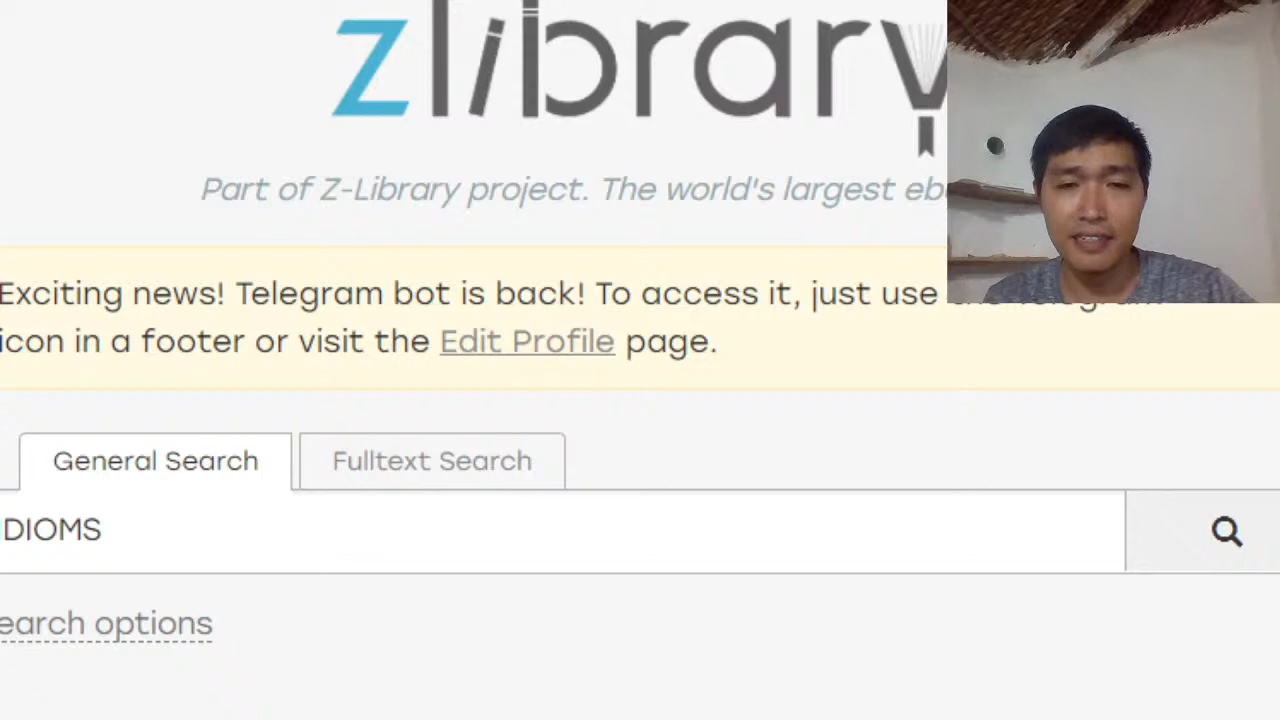 zlibrary
Part of Z-Library project. The world's largest
Exciting news! Telegram bot is back! To access it, just use
icon in a footer or visit the Edit Profile page.
General Search
Fulltext Search
DIOMS
earch options